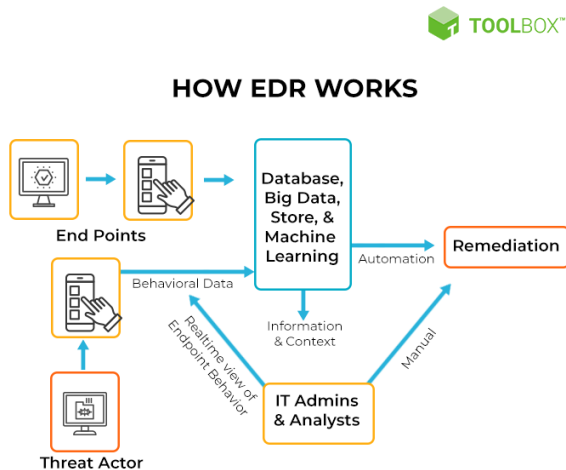 TOOLBOX™
HOW EDR WORKS
Database,
Big Data,
Store, &
Machine
Learning
End Points
Remediation
Automation
Behavioral Data
Information
& Context
Realtime view of
Endpoint Behavior
Manual
IT Admins
& Analysts
Threat Actor